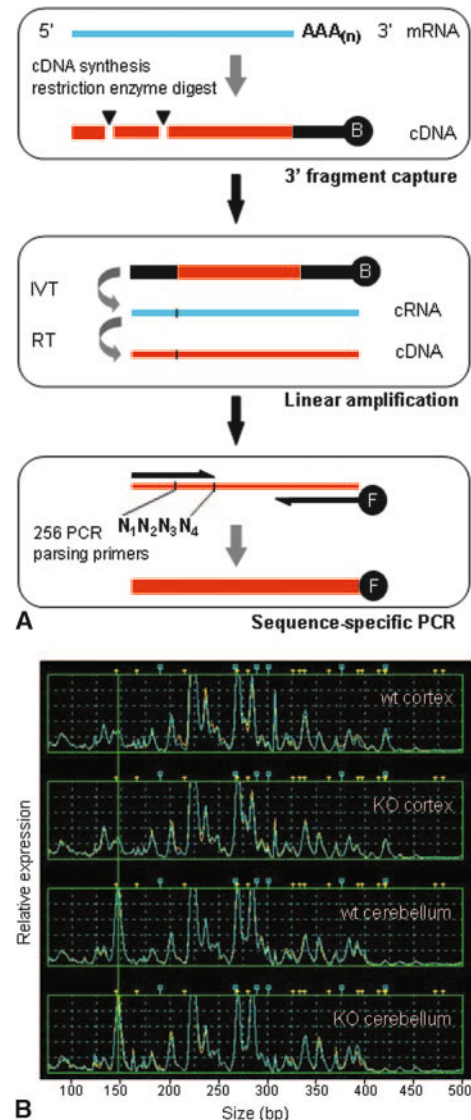 5' AAA(n) 3' mRNA
cDNA synthesis
restriction enzyme digest
B cDNA
3' fragment capture
B
IVT
cRNA
RT
cDNA
Linear amplification
F
N1N2N3N4
256 PCR
parsing primers
F
A Sequence-specific PCR
wt cortex
KO cortex
wt cerebellum
KO cerebellum
Relative expression
100 150 200 250 300 350 400 450 500
B Size (bp)